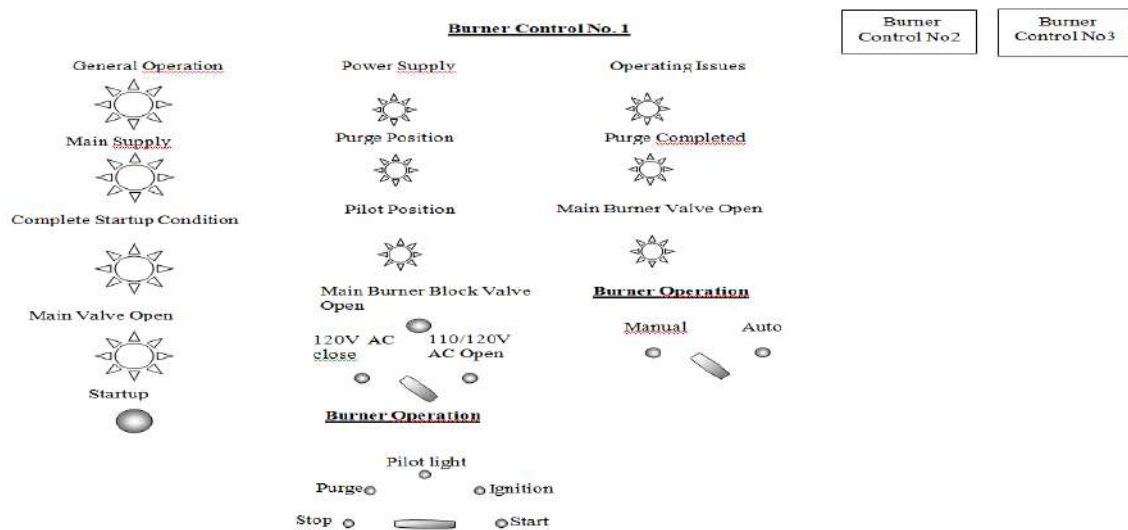 Burner Control No. 1
Burner
Control No2
Burner
Control No3
General Operation
Power Supply
Operating Issues
Main Supply
Purge Position
Purge Completed
Complete Startup Condition
Pilot Position
Main Burner Valve Open
Main Valve Open
Main Burner Block Valve
Open
120V AC
close
110/120V
AC Open
Burner Operation
Manual
Auto
Startup
Burner Operation
Pilot light
Purge
Ignition
Stop
Start